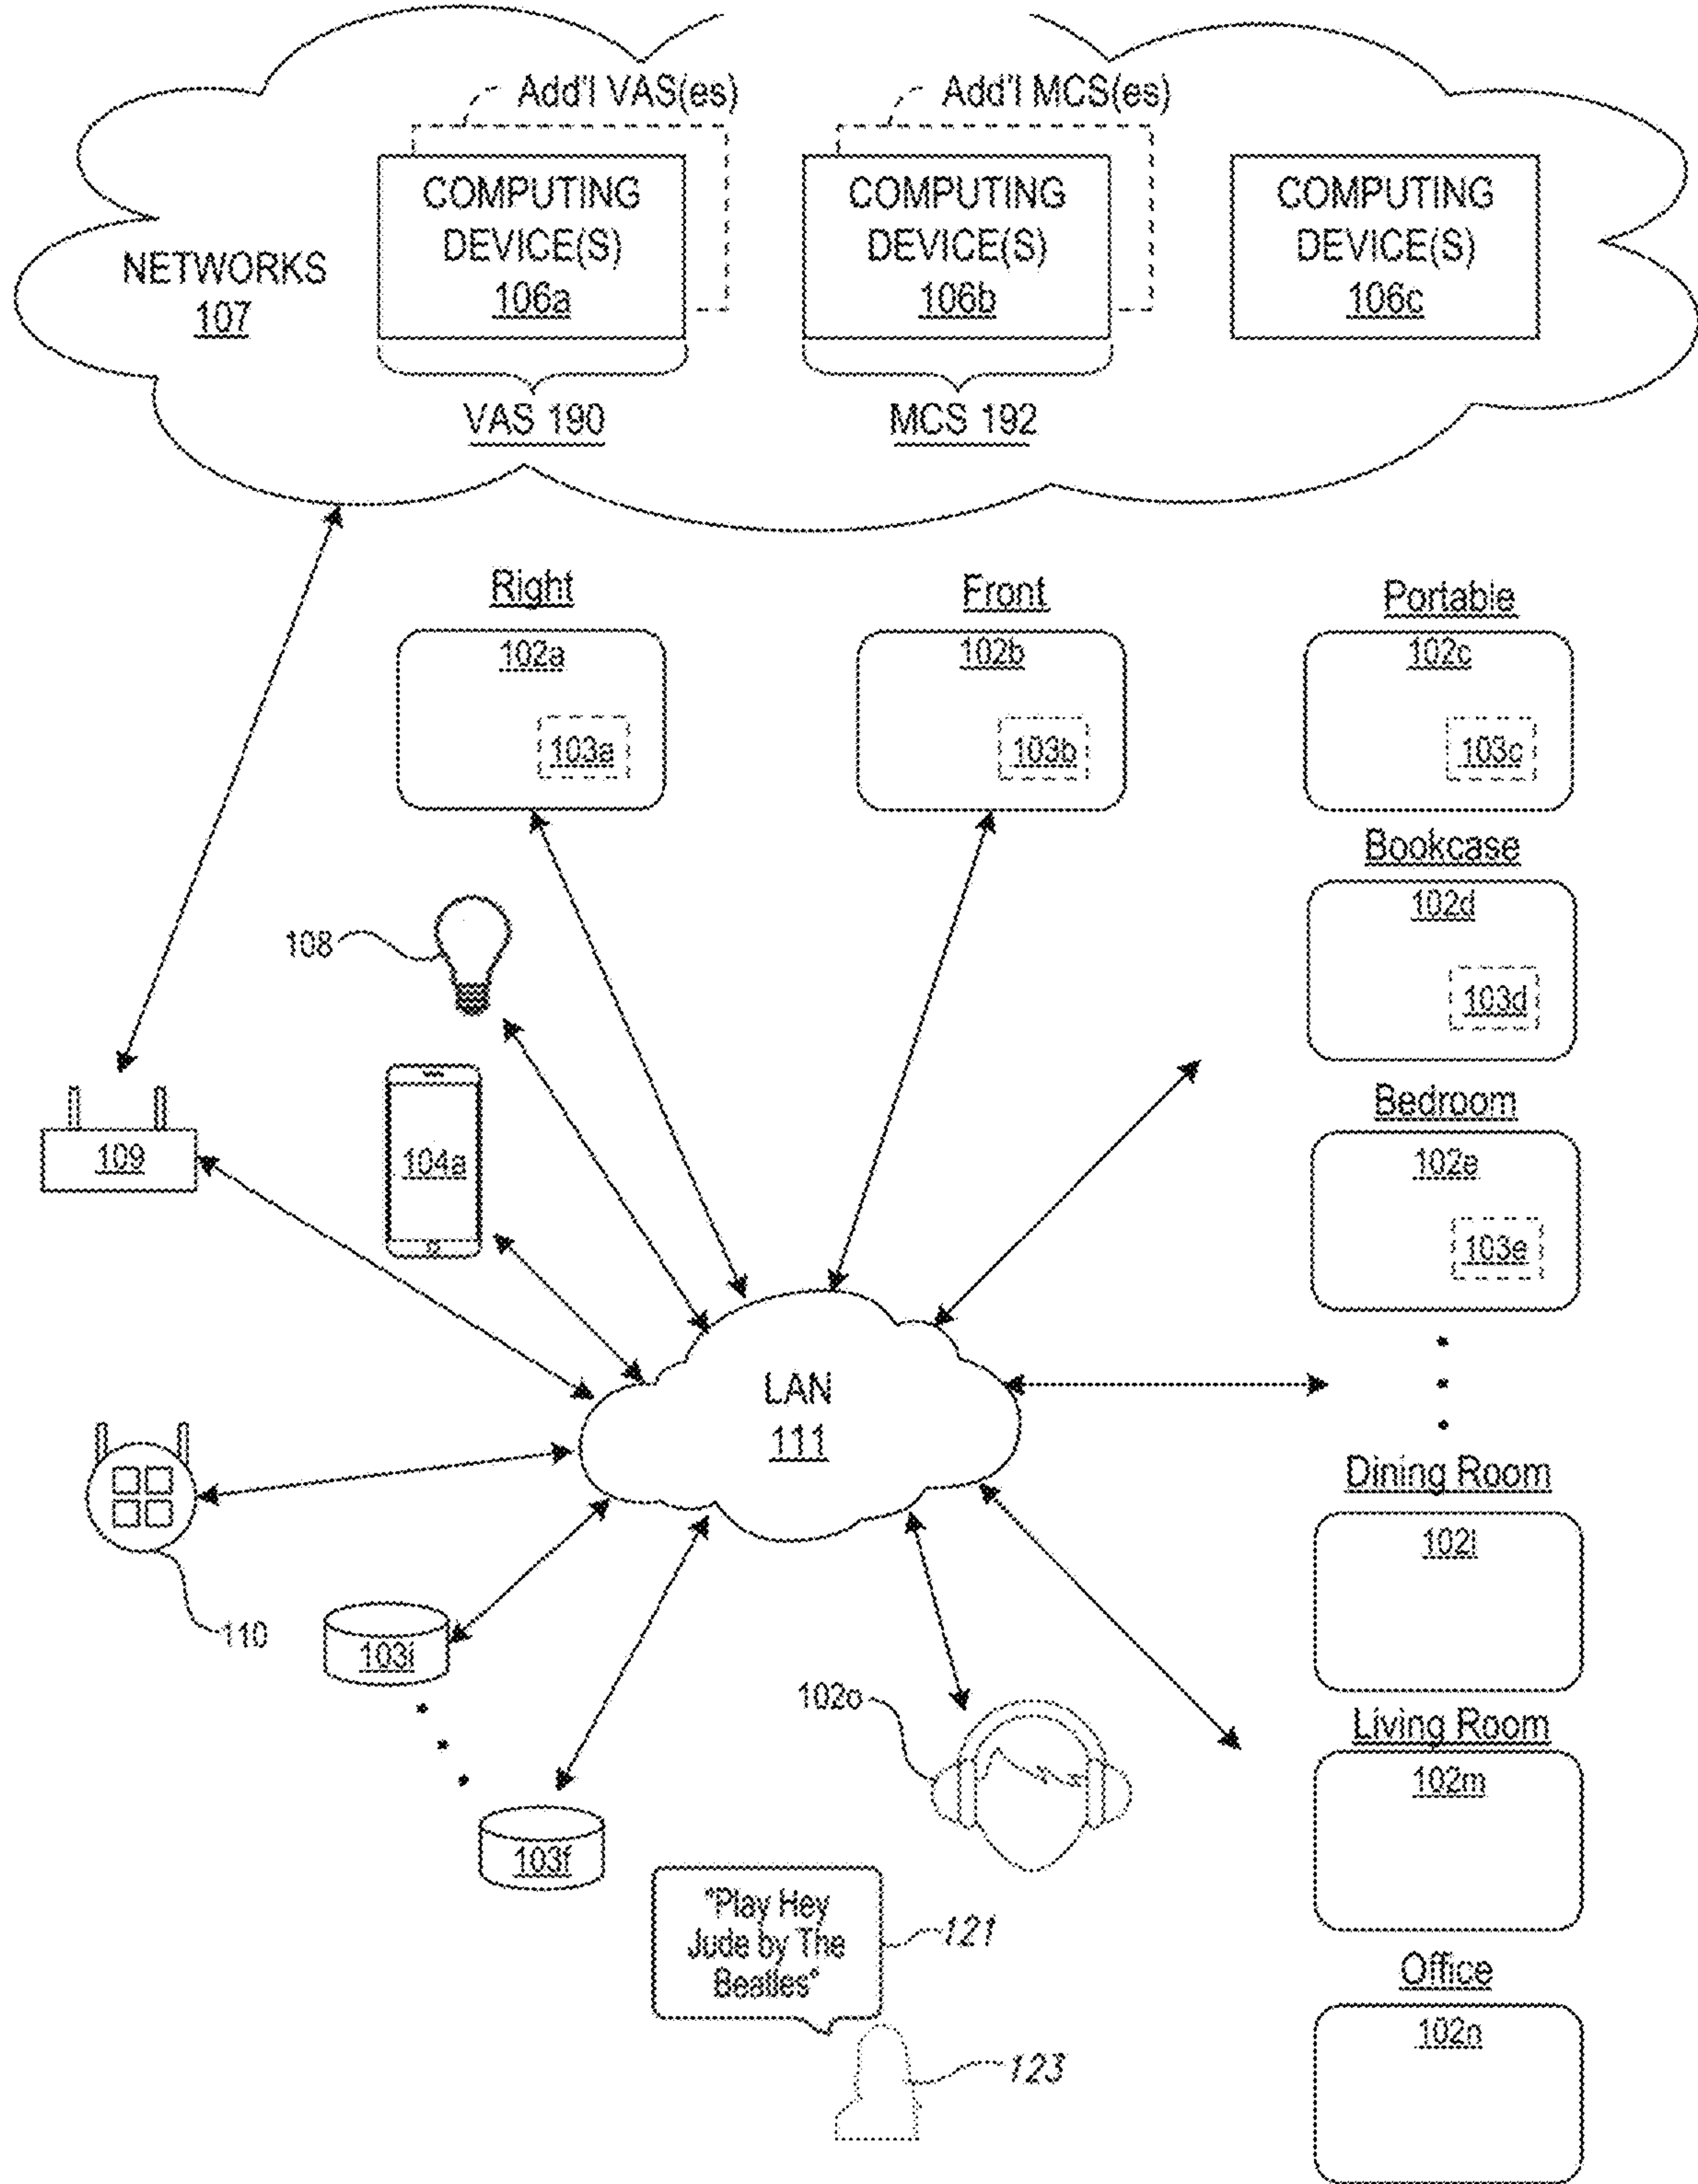 Add'l VAS(es)
Add'l MCS(es)
COMPUTING
DEVICE(S)
106a
COMPUTING
DEVICE(S)
106b
COMPUTING
DEVICE(S)
106c
NETWORKS
107
VAS 190
MCS 192
Right
102a
103a
Front
102b
103b
Portable
102c
103c
Bookcase
102d
103d
108
104a
109
Bedroom
102e
103e
LAN
111
110
103i
103f
102o
Dining Room
102l
Living Room
102m
"Play Hey
Jude by The
Beatles"
121
123
Office
102n